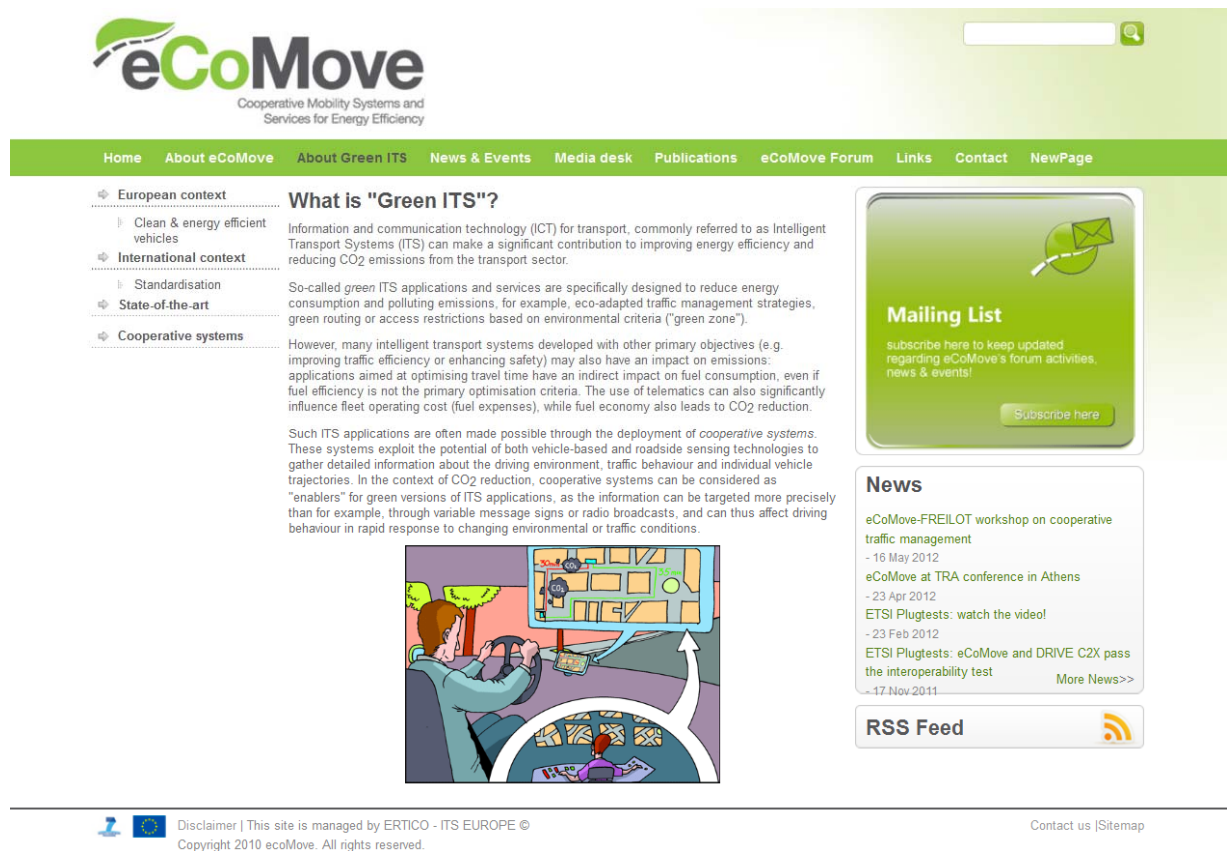 eCoMove
Cooperative Mobility Systems and
Services for Energy Efficiency
Home About eCoMove About Green ITS News & Events Media desk Publications eCoMove Forum Links Contact NewPage
European context
Clean & energy efficient
vehicles
International context
Standardisation
State-of-the-art
Cooperative systems
What is "Green ITS"?
Information and communication technology (ICT) for transport, commonly referred to as Intelligent
Transport Systems (ITS) can make a significant contribution to improving energy efficiency and
reducing CO2 emissions from the transport sector.
So-called green ITS applications and services are specifically designed to reduce energy
consumption and polluting emissions, for example, eco-adapted traffic management strategies,
green routing or access restrictions based on environmental criteria ("green zone").
However, many intelligent transport systems developed with other primary objectives (e.g.
improving traffic efficiency or enhancing safety) may also have an impact on emissions:
applications aimed at optimising travel time have an indirect impact on fuel consumption, even if
fuel efficiency is not the primary optimisation criteria. The use of telematics can also significantly
influence fleet operating cost (fuel expenses), while fuel economy also leads to CO2 reduction.
Such ITS applications are often made possible through the deployment of cooperative systems.
These systems exploit the potential of both vehicle-based and roadside sensing technologies to
gather detailed information about the driving environment, traffic behaviour and individual vehicle
trajectories. In the context of CO2 reduction, cooperative systems can be considered as
"enablers" for green versions of ITS applications, as the information can be targeted more precisely
than for example, through variable message signs or radio broadcasts, and can thus affect driving
behaviour in rapid response to changing environmental or traffic conditions.
CO2
CO2
Mailing List
subscribe here to keep updated
regarding eCoMove's forum activities,
news & events!
Subscribe here
News
eCoMove-FREILOT workshop on cooperative
traffic management
- 16 May 2012
eCoMove at TRA conference in Athens
- 23 Apr 2012
ETSI Plugtests: watch the video!
- 23 Feb 2012
ETSI Plugtests: eCoMove and DRIVE C2X pass
the interoperability test
More News>>
- 17 Nov 2011
RSS Feed
Disclaimer | This site is managed by ERTICO - ITS EUROPE ©
Copyright 2010 ecoMove. All rights reserved.
Contact us |Sitemap